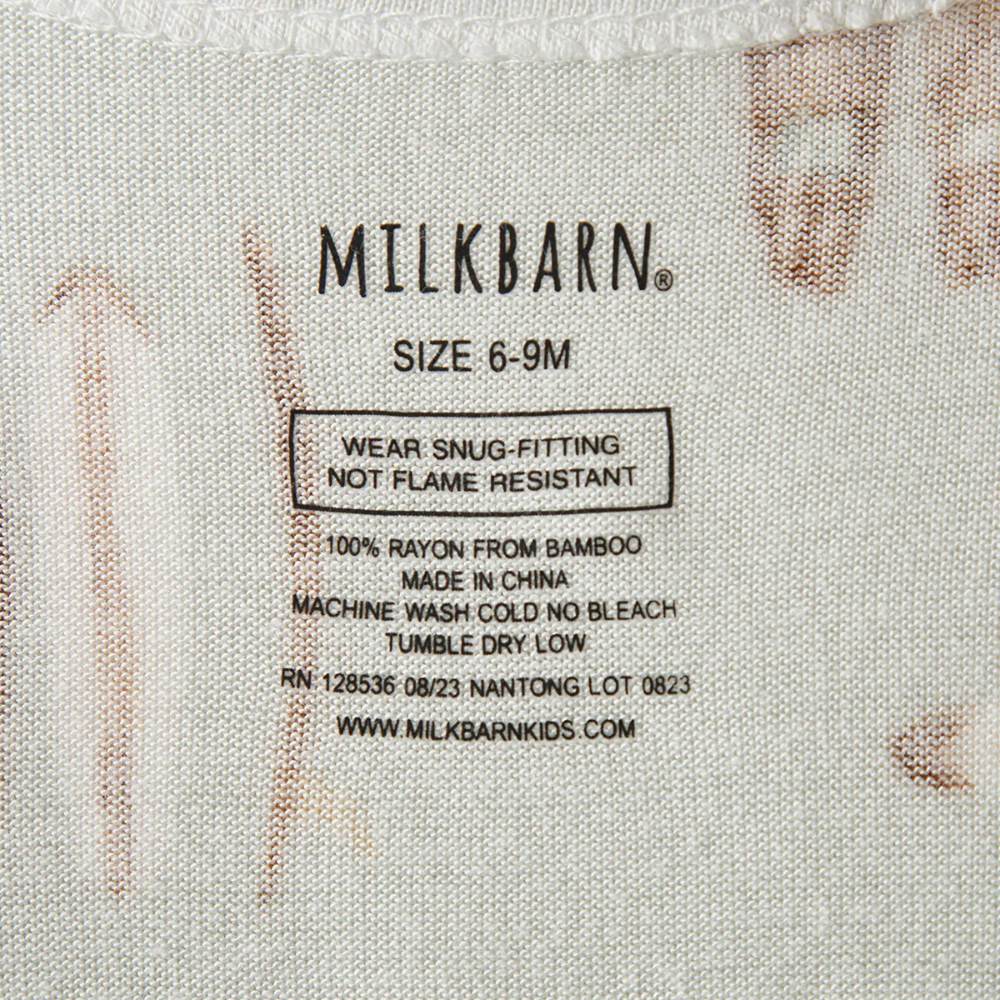 MILKBARN®
SIZE 6-9M
WEAR SNUG-FITTING
NOT FLAME RESISTANT
100% RAYON FROM BAMBOO
MADE IN CHINA
MACHINE WASH COLD NO BLEACH
TUMBLE DRY LOW
RN 128536 08/23 NANTONG LOT 0823
WWW.MILKBARNKIDS.COM